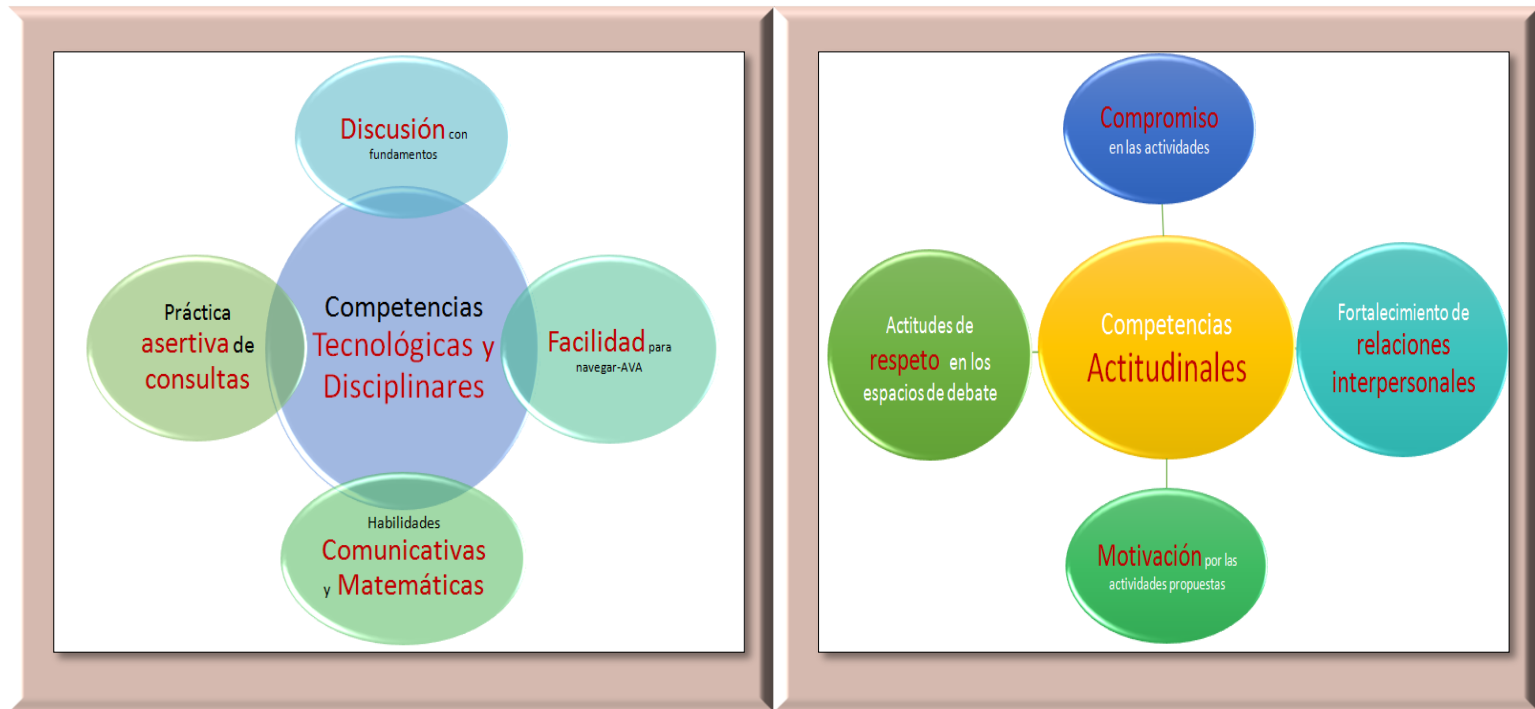 Discusión con
fundamentos
Práctica
asertiva de
consultas
Competencias
Tecnológicas y
Disciplinares
Facilidad para
navegar-AVA
Habilidades
Comunicativas
y Matemáticas
Compromiso
en las actividades
Actitudes de
respeto en los
espacios de debate
Competencias
Actitudinales
Fortalecimiento de
relaciones
interpersonales
Motivación por las
actividades propuestas